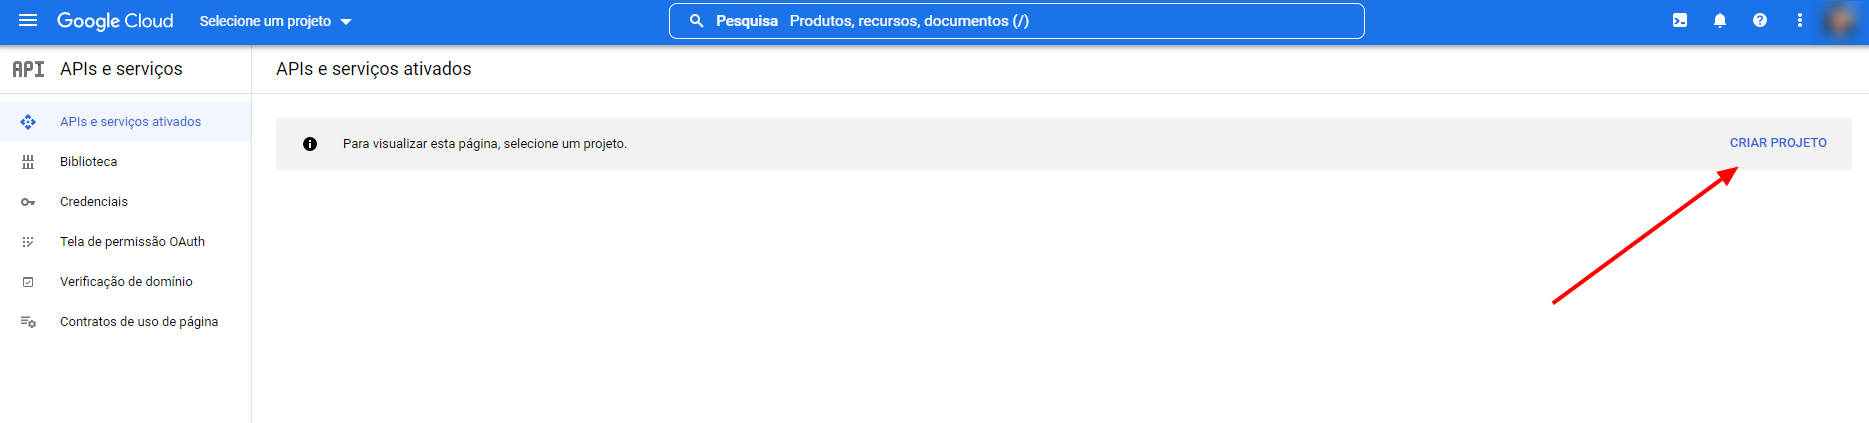 Google Cloud
Selecione um projeto
Pesquisa Produtos, recursos, documentos (/)
API
APIs e serviços
APIs e serviços ativados
APIs e serviços ativados
Biblioteca
Credenciais
Tela de permissão OAuth
Verificação de domínio
Contratos de uso de página
Para visualizar esta página, selecione um projeto.
CRIAR PROJETO